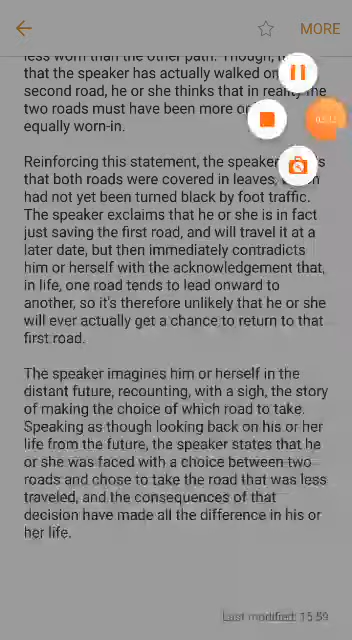 MORE
less worn than the other path. Though,
that the speaker has actually walked on
second road, he or she thinks that in reality the
two roads must have been more or
equally worn-in.
Reinforcing this statement, the speaker
that both roads were covered in leaves,
had not yet been turned black by foot traffic.
The speaker exclaims that he or she is in fact
just saving the first road, and will travel it at a
later date, but then immediately contradicts
him or herself with the acknowledgement that,
in life, one road tends to lead onward to
another, so it's therefore unlikely that he or she
will ever actually get a chance to return to that
first road.
The speaker imagines him or herself in the
distant future, recounting, with a sigh, the story
of making the choice of which road to take.
Speaking as though looking back on his or her
life from the future, the speaker states that he
or she was faced with a choice between two
roads and chose to take the road that was less
traveled, and the consequences of that
decision have made all the difference in his or
her life.
Last modified: 15:59